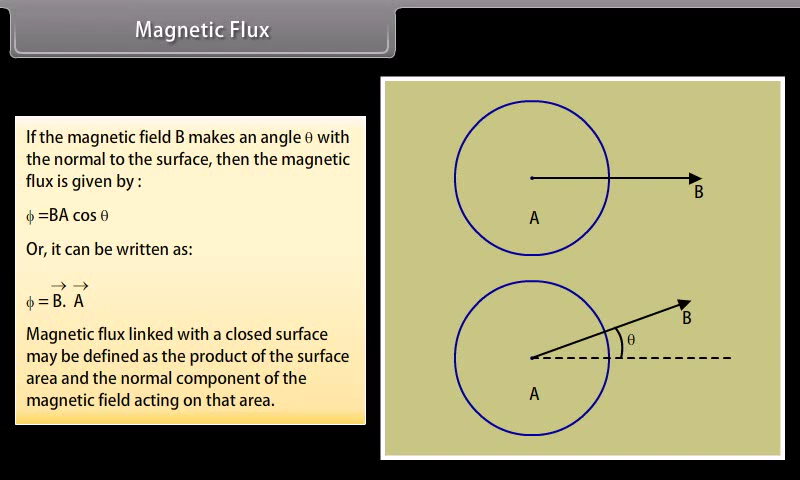 Magnetic Flux
If the magnetic field B makes an angle θ with
the normal to the surface, then the magnetic
flux is given by :
ϕ =BA cos θ
Or, it can be written as:
ϕ = B⃗. A⃗
Magnetic flux linked with a closed surface
may be defined as the product of the surface
area and the normal component of the
magnetic field acting on that area.
B
A
B
θ
A